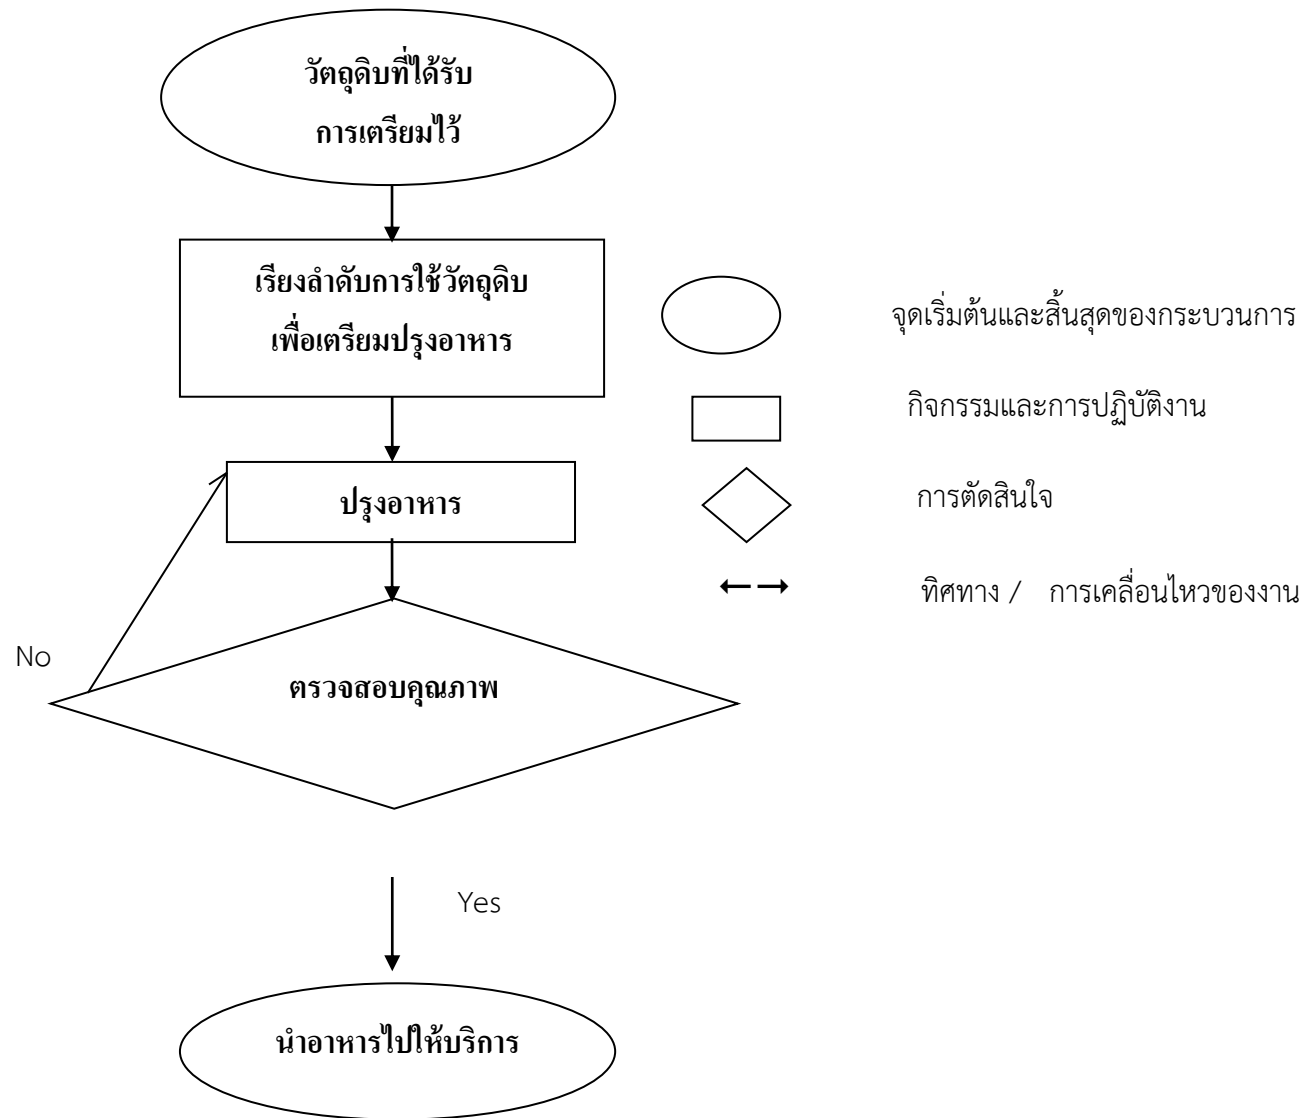 วัตถุดิบที่ได้รับ
การเตรียมไว้
เรียงลำดับการใช้วัตถุดิบ
เพื่อเตรียมปรุงอาหาร
ปรุงอาหาร
No
ตรวจสอบคุณภาพ
Yes
นำอาหารไปให้บริการ
จุดเริ่มต้นและสิ้นสุดของกระบวนการ
กิจกรรมและการปฏิบัติงาน
การตัดสินใจ
ทิศทาง / การเคลื่อนไหวของงาน